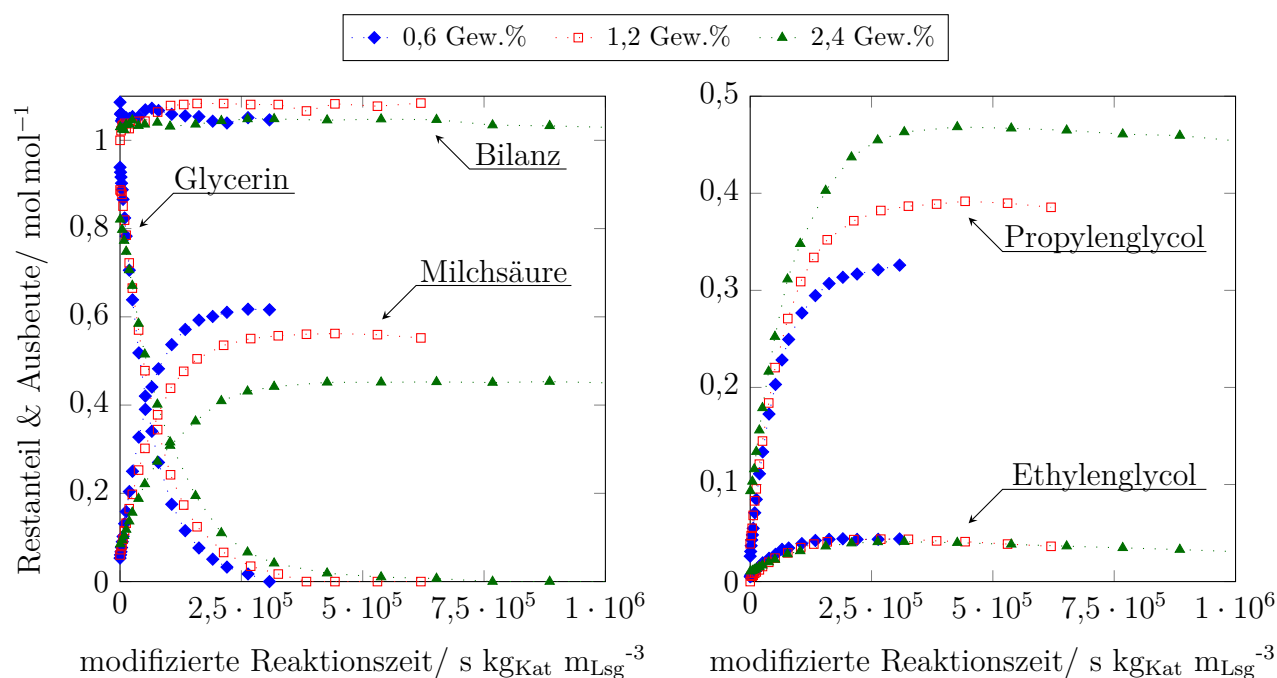 0,6 Gew.% 1,2 Gew.% 2,4 Gew.%
Restanteil & Ausbeute/ mol mol⁻¹
1
0,8
0,6
0,4
0,2
0
Bilanz
Glycerin
Milchsäure
0 2,5 · 10⁵ 5 · 10⁵ 7,5 · 10⁵ 1 · 10⁶
modifizierte Reaktionszeit/ s kg_Kat m_Lsg⁻³
0,5
0,4
0,3
0,2
0,1
0
Propylenglycol
Ethylenglycol
0 2,5 · 10⁵ 5 · 10⁵ 7,5 · 10⁵ 1 · 10⁶
modifizierte Reaktionszeit/ s kg_Kat m_Lsg⁻³